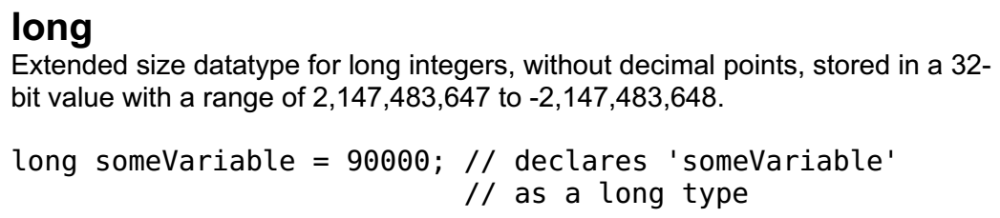 long
Extended size datatype for long integers, without decimal points, stored in a 32-
bit value with a range of 2,147,483,647 to -2,147,483,648.
long someVariable = 90000; // declares 'someVariable'
// as a long type